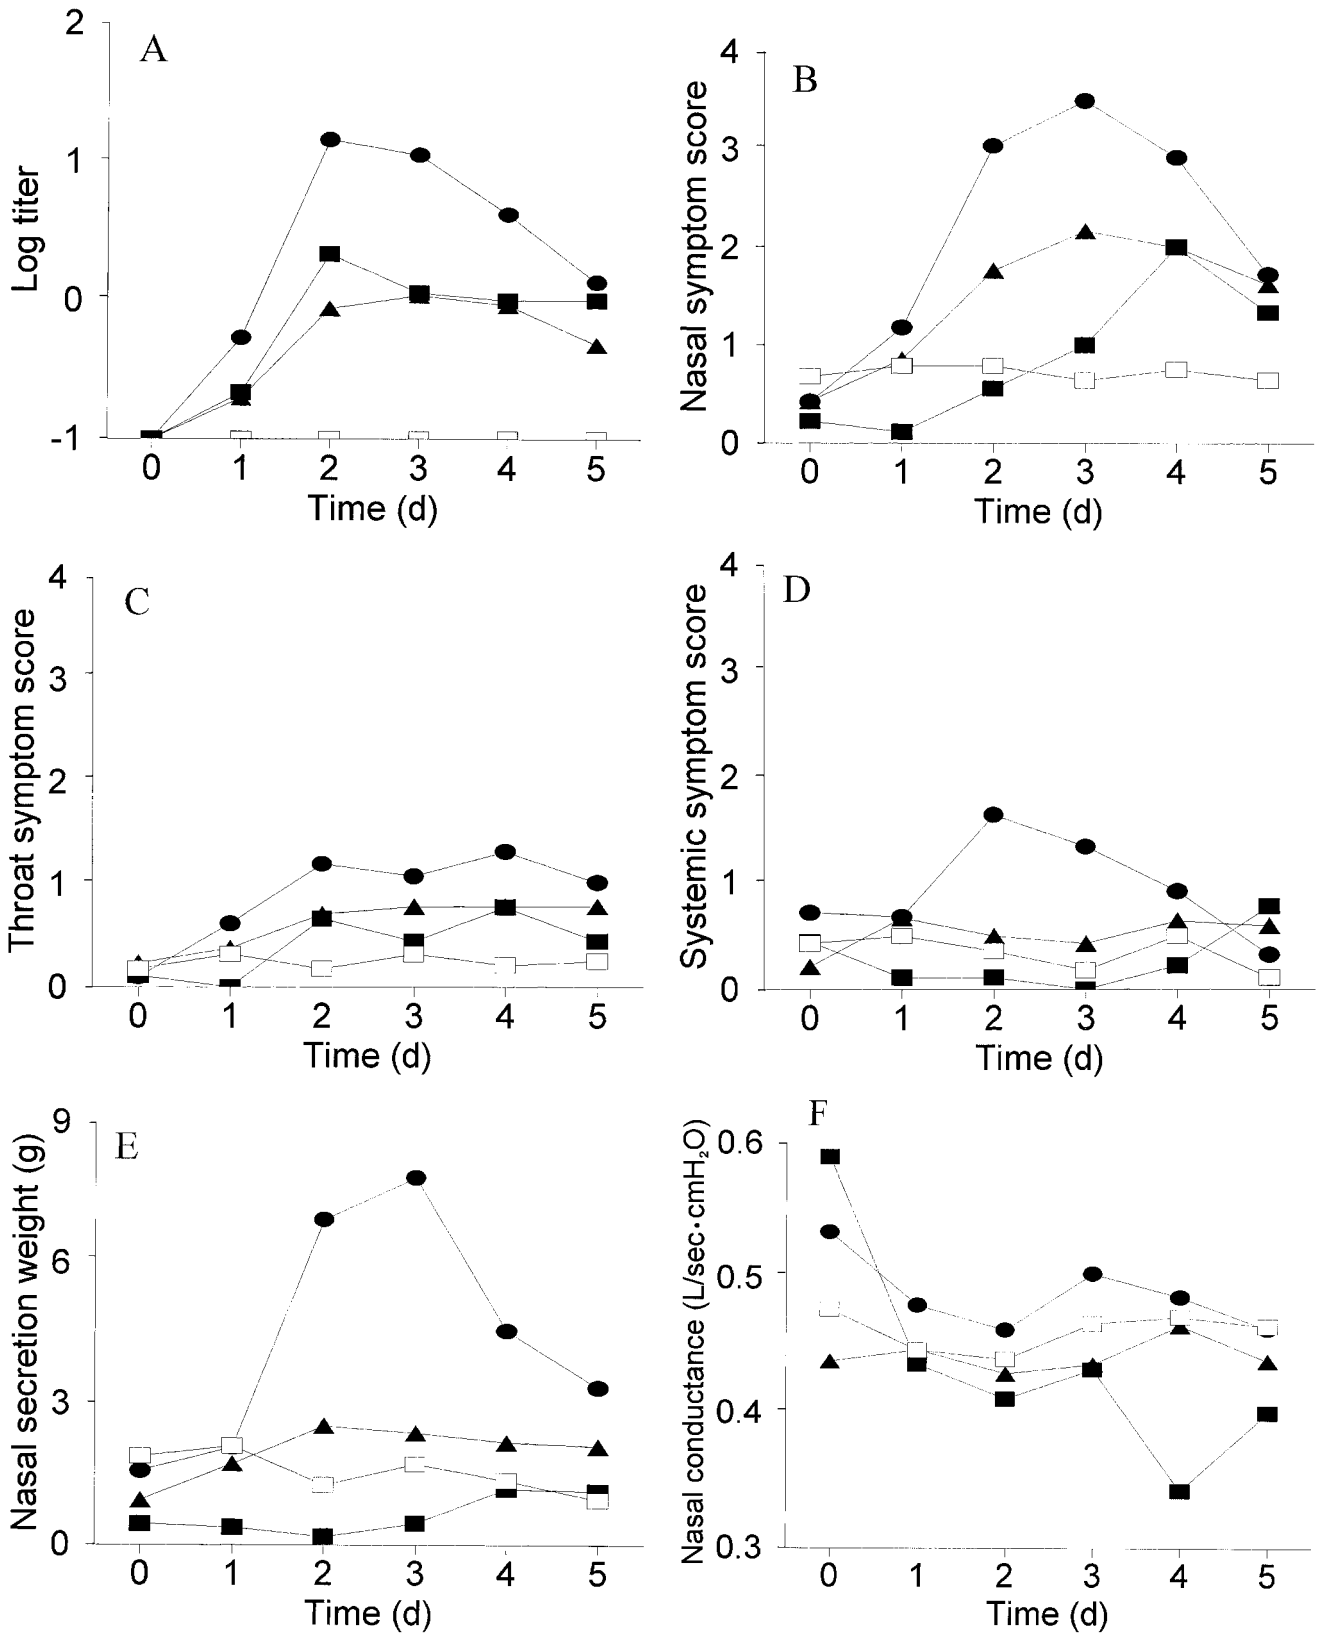 A
2
1
0
-1
Log titer
0 1 2 3 4 5
Time (d)
B
4
3
2
1
0
Nasal symptom score
0 1 2 3 4 5
Time (d)
C
4
3
2
1
0
Throat symptom score
0 1 2 3 4 5
Time (d)
D
4
3
2
1
0
Systemic symptom score
0 1 2 3 4 5
Time (d)
E
9
6
3
0
Nasal secretion weight (g)
0 1 2 3 4 5
Time (d)
F
0.6
0.5
0.4
0.3
Nasal conductance (L/sec·cmH₂O)
0 1 2 3 4 5
Time (d)